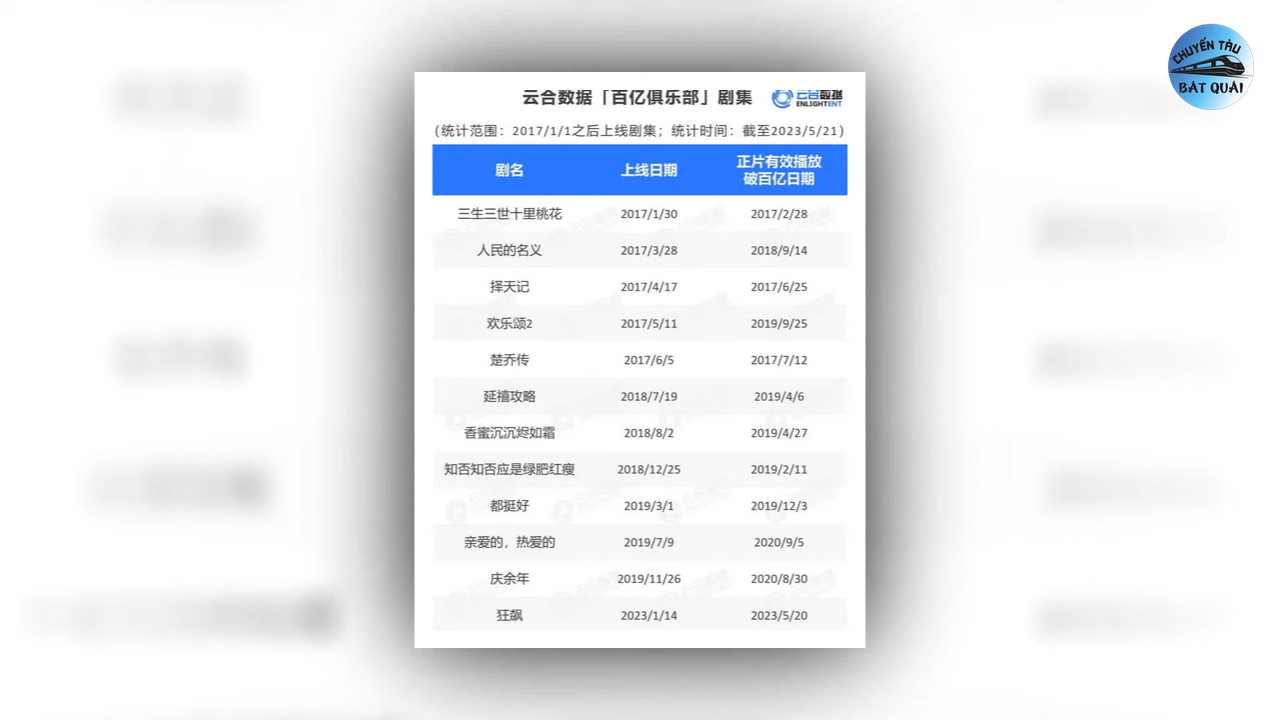 CHUYẾN TÀU
BÁT QUÁI
云合数据「百亿俱乐部」剧集
云合数据
ENLIGHTENT
(统计范围：2017/1/1之后上线剧集；统计时间：截至2023/5/21)
剧名 上线日期 正片有效播放
破百亿日期
三生三世十里桃花 2017/1/30 2017/2/28
人民的名义 2017/3/28 2018/9/14
择天记 2017/4/17 2017/6/25
欢乐颂2 2017/5/11 2019/9/25
楚乔传 2017/6/5 2017/7/12
延禧攻略 2018/7/19 2019/4/6
香蜜沉沉烬如霜 2018/8/2 2019/4/27
知否知否应是绿肥红瘦 2018/12/25 2019/2/11
都挺好 2019/3/1 2019/12/3
亲爱的，热爱的 2019/7/9 2020/9/5
庆余年 2019/11/26 2020/8/30
狂飙 2023/1/14 2023/5/20